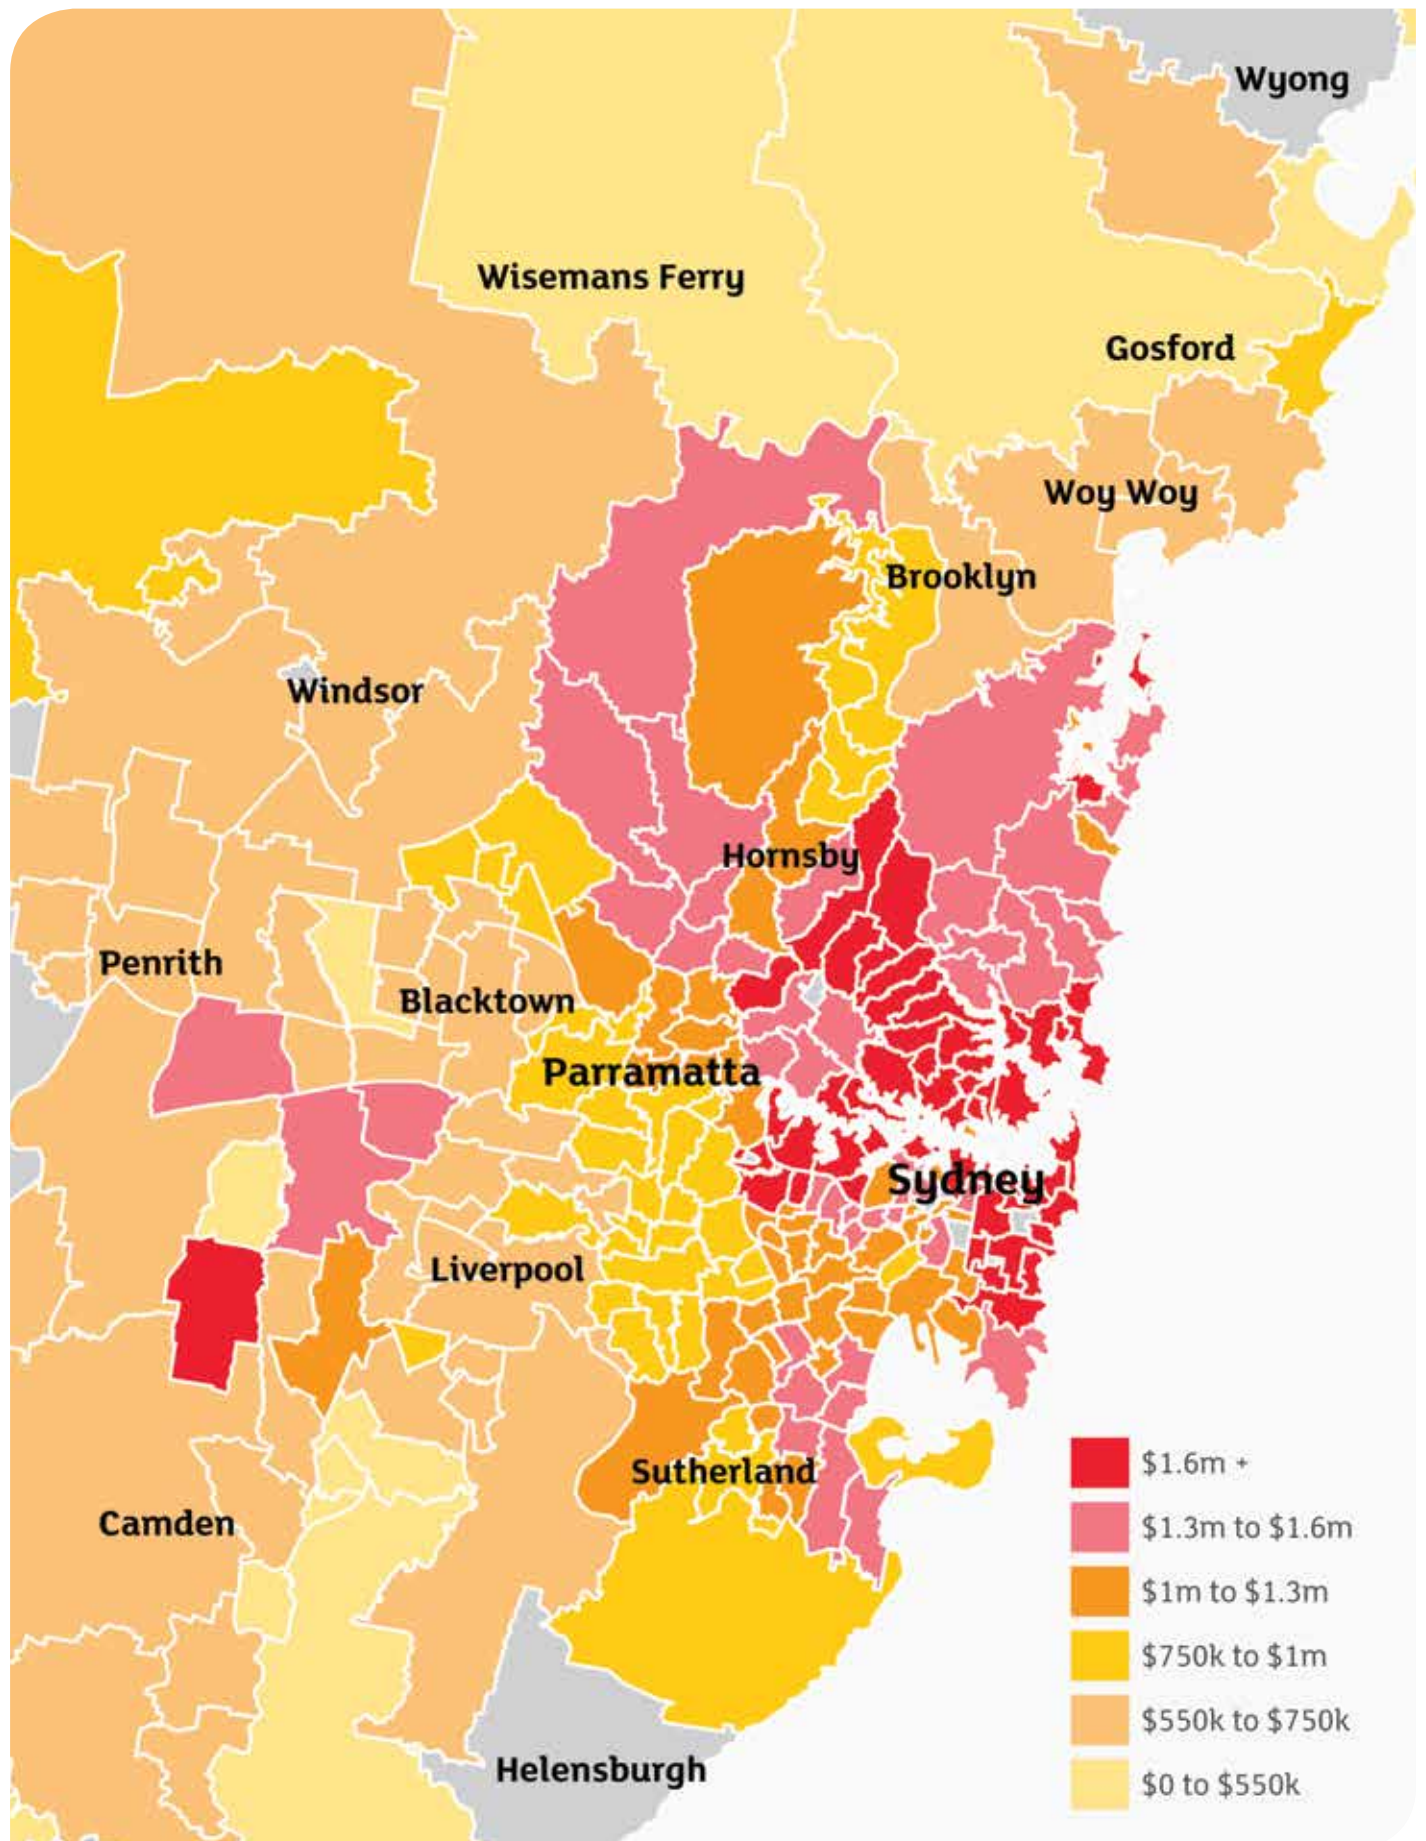 Wyong
Wisemans Ferry
Gosford
Woy Woy
Brooklyn
Windsor
Hornsby
Penrith
Blacktown
Parramatta
Sydney
Liverpool
Sutherland
Camden
Helensburgh
$1.6m +
$1.3m to $1.6m
$1m to $1.3m
$750k to $1m
$550k to $750k
$0 to $550k